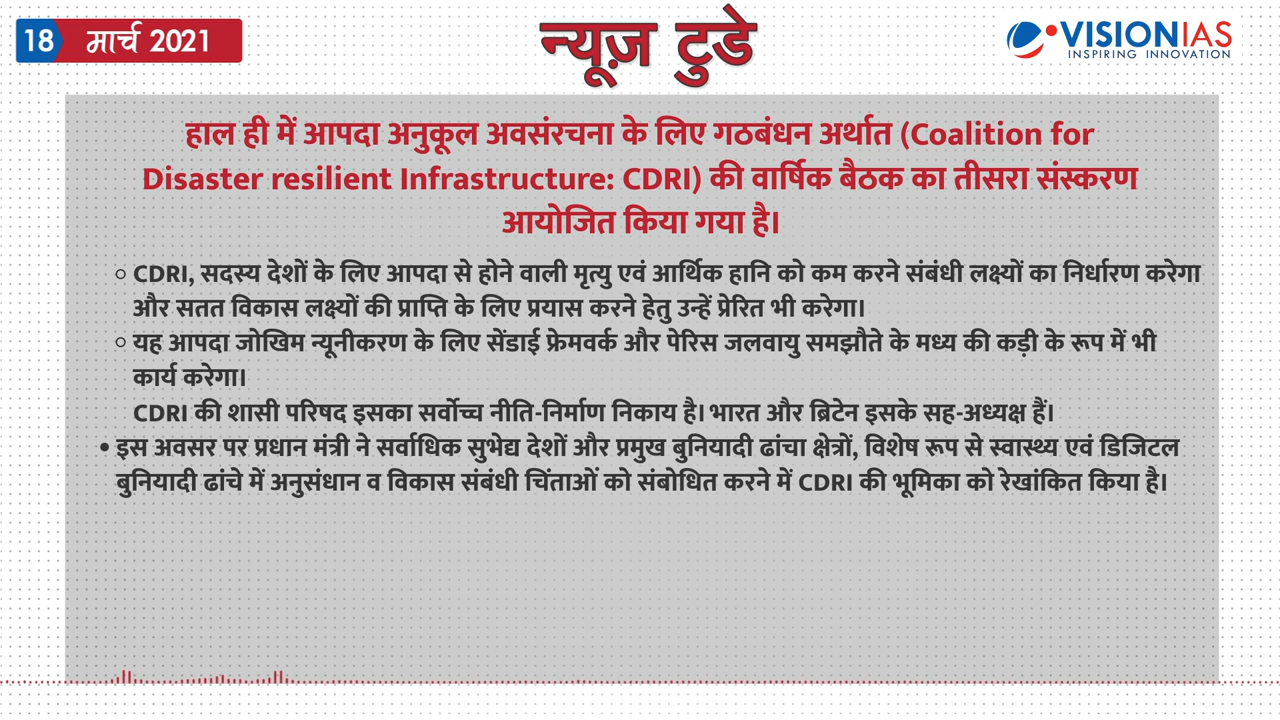 18 मार्च 2021
न्यूज़ टुडे
VISIONIAS
INSPIRING INNOVATION
हाल ही में आपदा अनुकूल अवसंरचना के लिए गठबंधन अर्थात (Coalition for
Disaster resilient Infrastructure: CDRI) की वार्षिक बैठक का तीसरा संस्करण
आयोजित किया गया है।
○ CDRI, सदस्य देशों के लिए आपदा से होने वाली मृत्यु एवं आर्थिक हानि को कम करने संबंधी लक्ष्यों का निर्धारण करेगा
और सतत विकास लक्ष्यों की प्राप्ति के लिए प्रयास करने हेतु उन्हें प्रेरित भी करेगा।
○ यह आपदा जोखिम न्यूनीकरण के लिए सेंडाई फ्रेमवर्क और पेरिस जलवायु समझौते के मध्य की कड़ी के रूप में भी
कार्य करेगा।
CDRI की शासी परिषद इसका सर्वोच्च नीति-निर्माण निकाय है। भारत और ब्रिटेन इसके सह-अध्यक्ष हैं।
• इस अवसर पर प्रधान मंत्री ने सर्वाधिक सुभेद्य देशों और प्रमुख बुनियादी ढांचा क्षेत्रों, विशेष रूप से स्वास्थ्य एवं डिजिटल
बुनियादी ढांचे में अनुसंधान व विकास संबंधी चिंताओं को संबोधित करने में CDRI की भूमिका को रेखांकित किया है।